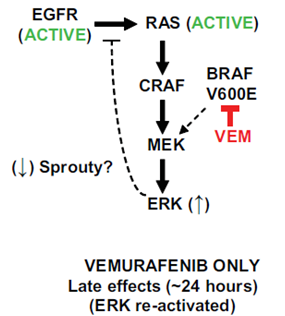 EGFR
(ACTIVE)
RAS (ACTIVE)
CRAF
BRAF
V600E
VEM
MEK
(↓) Sprouty?
ERK (↑)
VEMURAFENIB ONLY
Late effects (~24 hours)
(ERK re-activated)